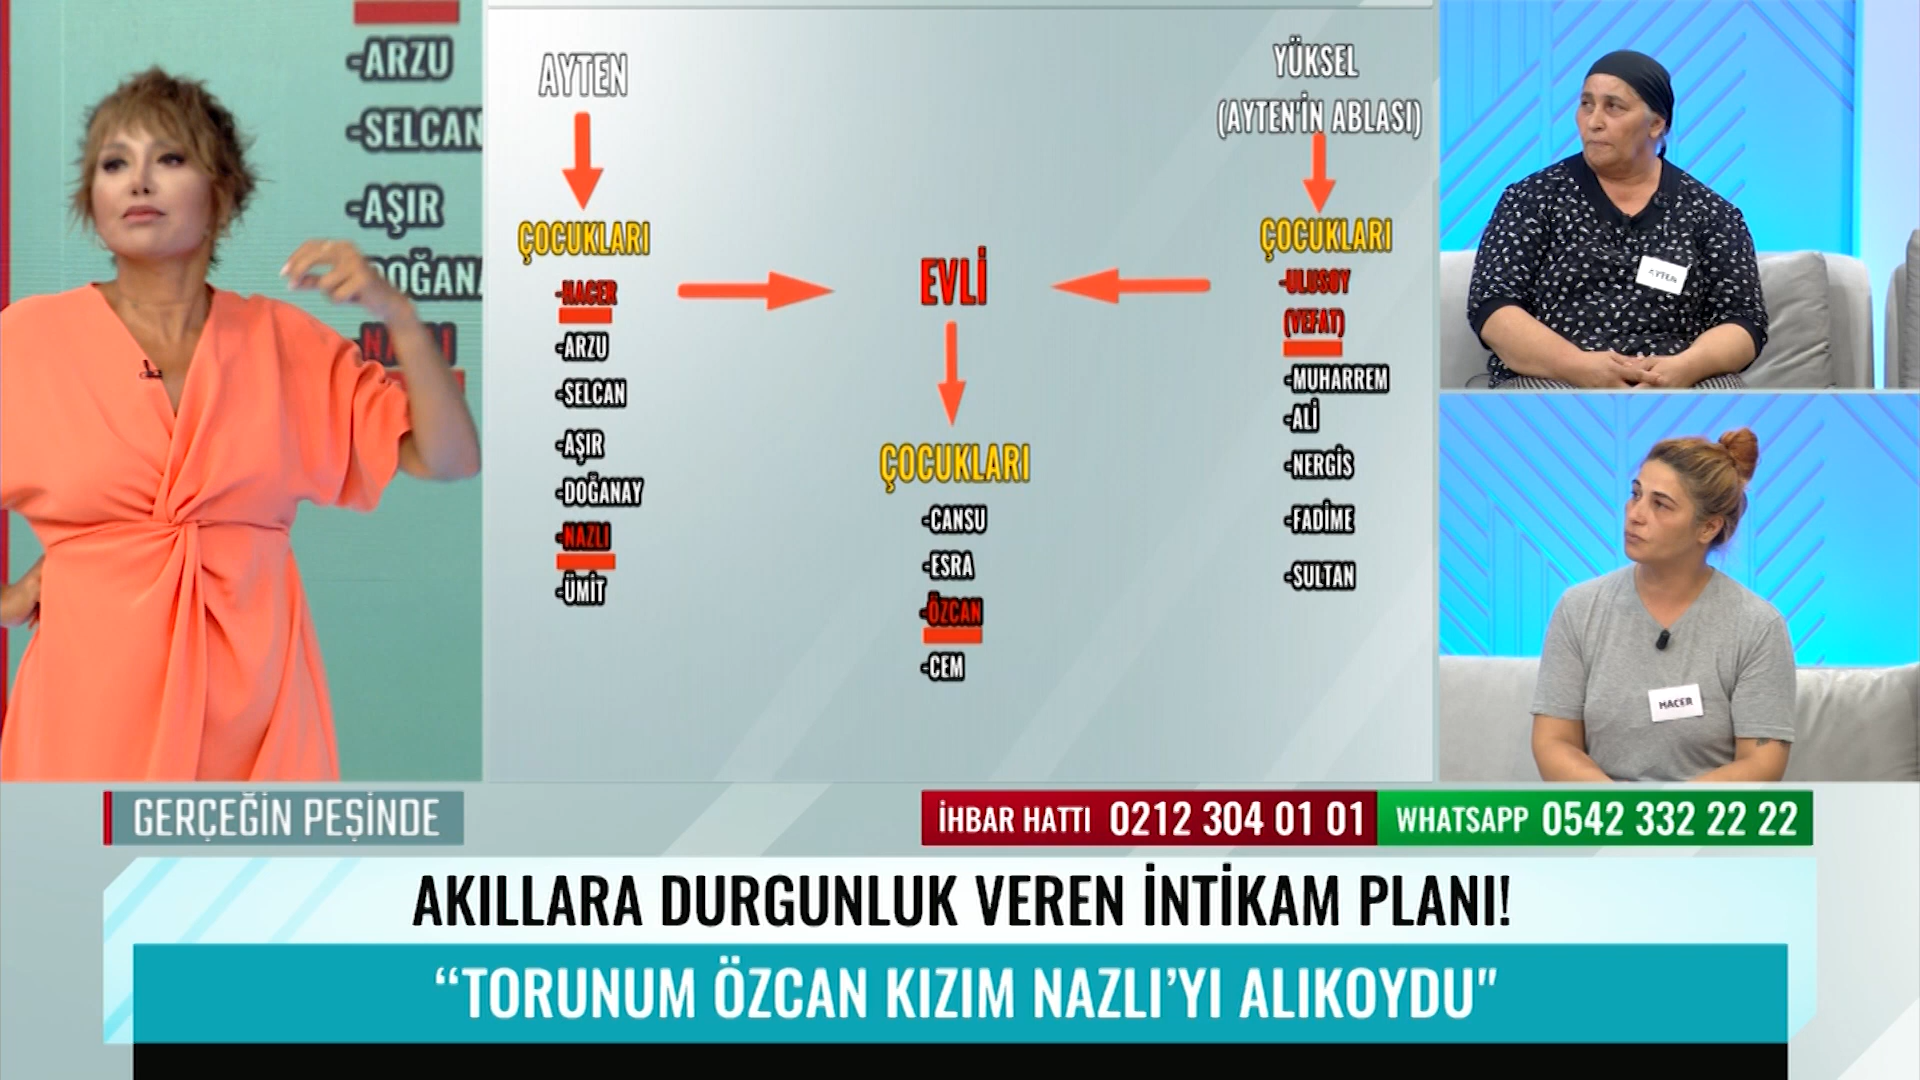 -ARZU
-SELCAN
-AŞIR
AYTEN
ÇOCUKLARI
-HACER
-ARZU
-SELCAN
-AŞIR
-DOĞANAY
-NAZLI
-ÜMİT
EVLİ
ÇOCUKLARI
-CANSU
-ESRA
-ÖZCAN
-CEM
YÜKSEL
(AYTEN'İN ABLASI)
ÇOCUKLARI
-ULUSOY
(VEFAT)
-MUHARREM
-ALİ
-NERGİS
-FADİME
-SULTAN
AYTEN
HACER
GERÇEĞİN PEŞİNDE
İHBAR HATTI 0212 304 01 01
WHATSAPP 0542 332 22 22
AKILLARA DURGUNLUK VEREN İNTİKAM PLANI!
“TORUNUM ÖZCAN KIZIM NAZLI’YI ALIKOYDU"